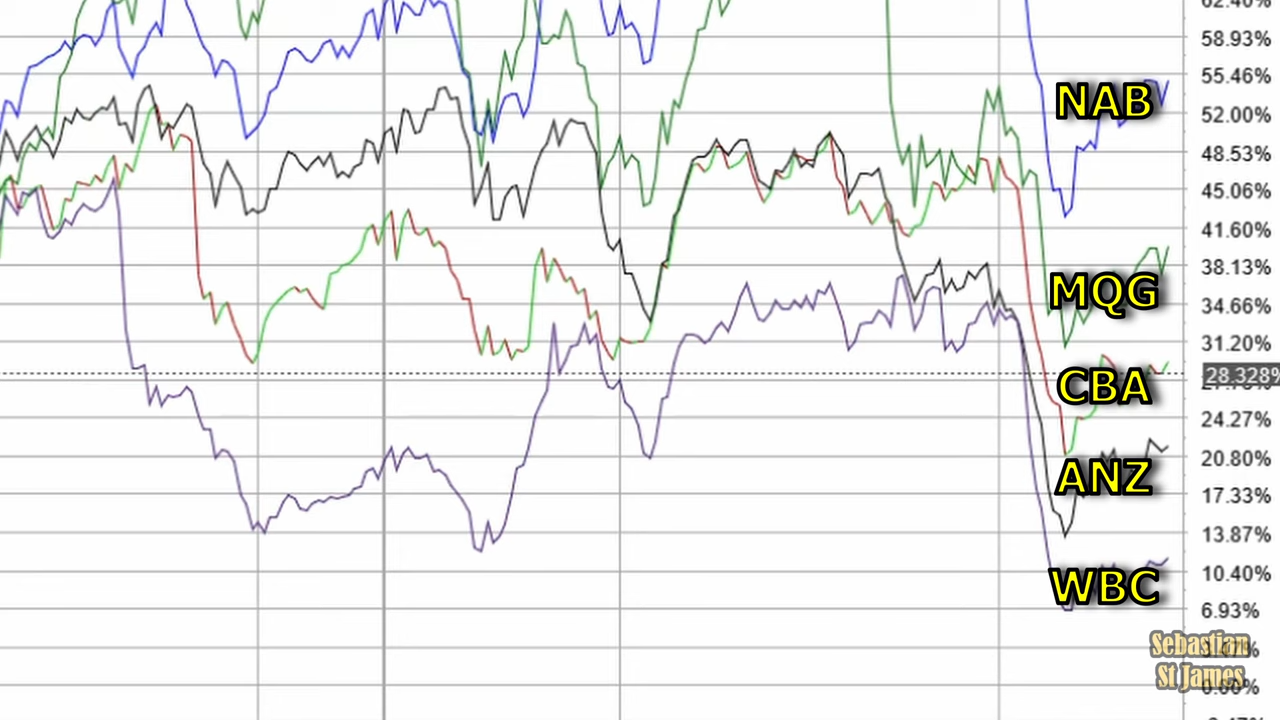 58.93%
55.46%
NAB
52.00%
48.53%
45.06%
41.60%
38.13%
MQG
34.66%
31.20%
28.328%
CBA
24.27%
20.80%
ANZ
17.33%
13.87%
10.40%
WBC
6.93%
Sebastian
St James